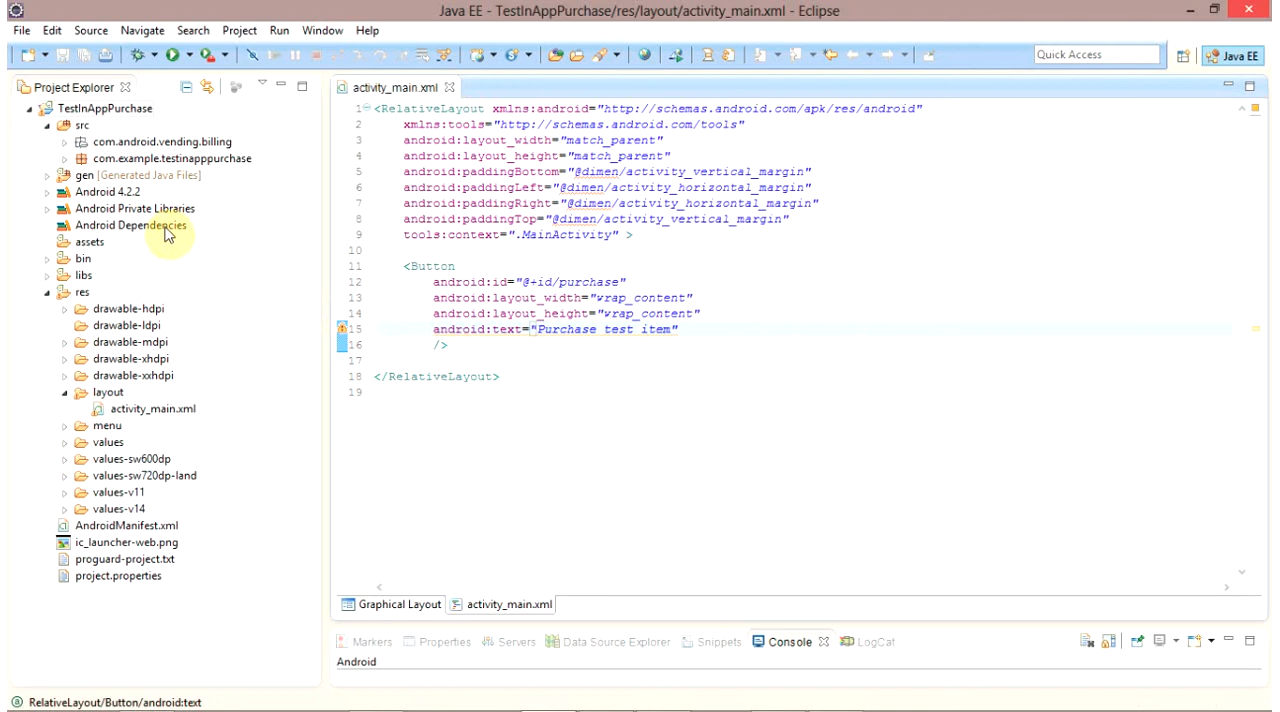 Java EE - TestInAppPurchase/res/layout/activity_main.xml - Eclipse
File Edit Source Navigate Search Project Run Window Help
Quick Access
Java EE
Project Explorer
TestInAppPurchase
src
com.android.vending.billing
com.example.testinapppurchase
gen [Generated Java Files]
Android 4.2.2
Android Private Libraries
Android Dependencies
assets
bin
libs
res
drawable-hdpi
drawable-ldpi
drawable-mdpi
drawable-xhdpi
drawable-xxhdpi
layout
activity_main.xml
menu
values
values-sw600dp
values-sw720dp-land
values-v11
values-v14
AndroidManifest.xml
ic_launcher-web.png
proguard-project.txt
project.properties
activity_main.xml
1 <RelativeLayout xmlns:android="http://schemas.android.com/apk/res/android"
2 xmlns:tools="http://schemas.android.com/tools"
3 android:layout_width="match_parent"
4 android:layout_height="match_parent"
5 android:paddingBottom="@dimen/activity_vertical_margin"
6 android:paddingLeft="@dimen/activity_horizontal_margin"
7 android:paddingRight="@dimen/activity_horizontal_margin"
8 android:paddingTop="@dimen/activity_vertical_margin"
9 tools:context=".MainActivity" >
10
11 <Button
12 android:id="@+id/purchase"
13 android:layout_width="wrap_content"
14 android:layout_height="wrap_content"
15 android:text="Purchase test item"
16 />
17
18 </RelativeLayout>
19
Graphical Layout activity_main.xml
Markers Properties Servers Data Source Explorer Snippets Console LogCat
Android
RelativeLayout/Button/android:text